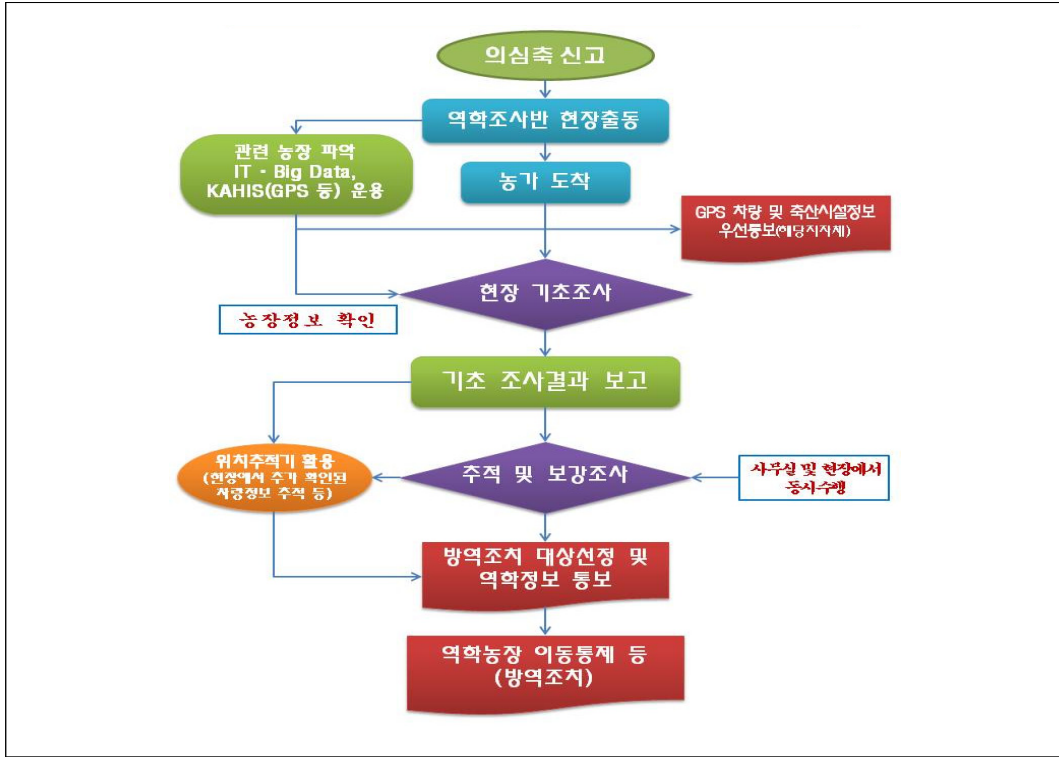 의심축 신고
역학조사반 현장출동
관련 농장 파악
IT - Big Data,
KAHIS(GPS 등) 운용
농가 도착
GPS 차량 및 축산시설정보
우선통보(해당지자체)
현장 기초조사
농장정보 확인
기초 조사결과 보고
위치추적기 활용
(현장에서 추가 확인된
차량정보 추적 등)
추적 및 보강조사
사무실 및 현장에서
동시수행
방역조치 대상선정 및
역학정보 통보
역학농장 이동통제 등
(방역조치)